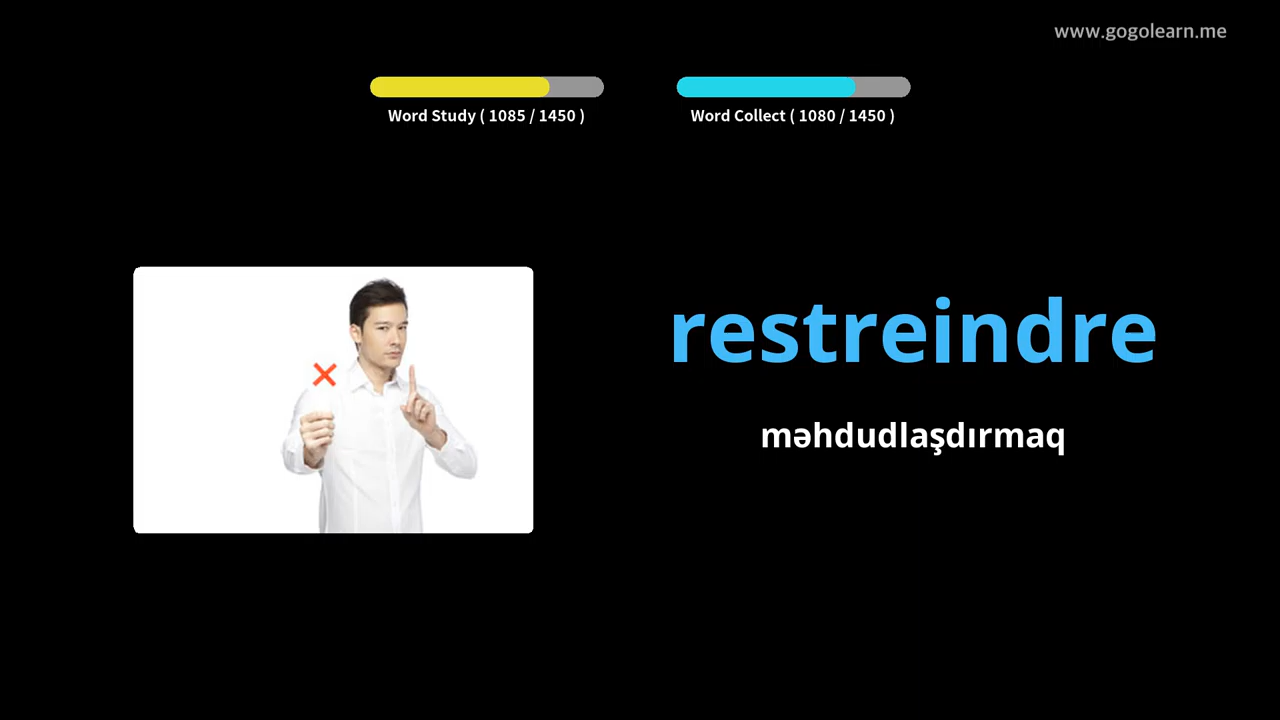 www.gogolearn.me
Word Study ( 1085 / 1450 )
Word Collect ( 1080 / 1450 )
restreindre
məhdudlaşdırmaq